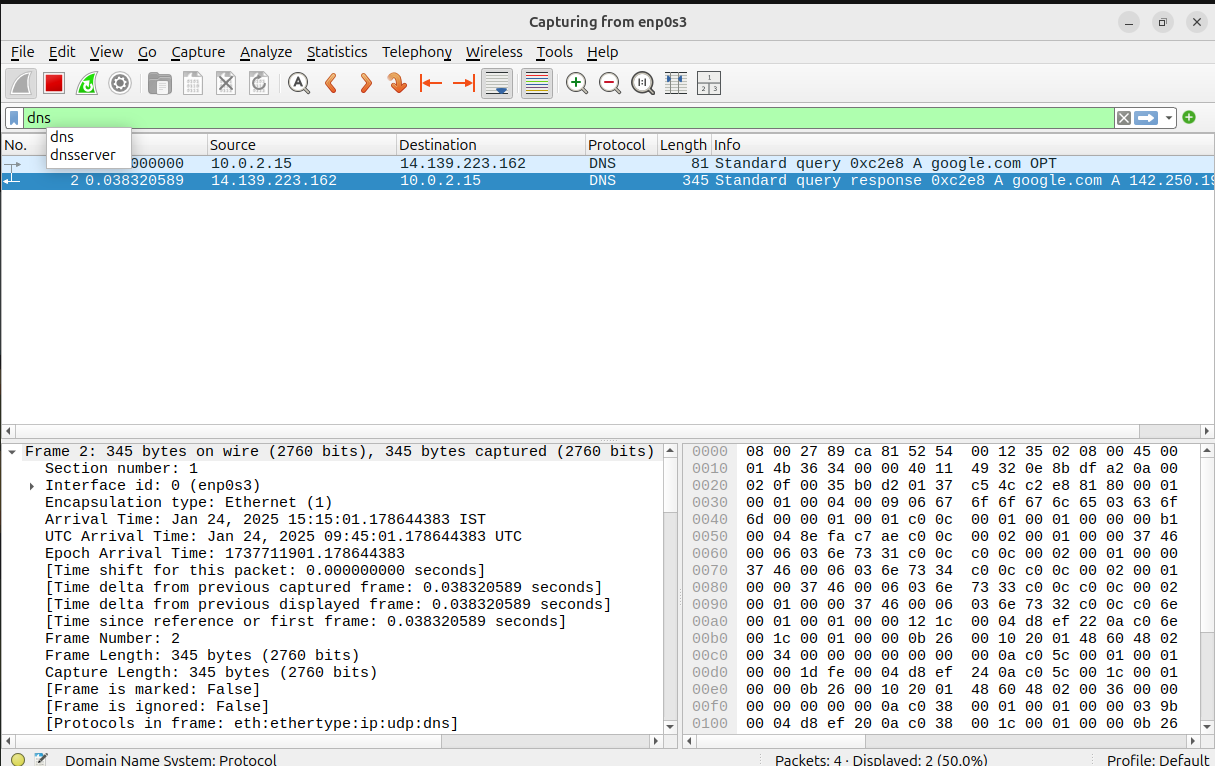 Capturing from enp0s3
File Edit View Go Capture Analyze Statistics Telephony Wireless Tools Help
dns
dns
dnsserver
No. Source Destination Protocol Length Info
000000 10.0.2.15 14.139.223.162 DNS 81 Standard query 0xc2e8 A google.com OPT
2 0.038320589 14.139.223.162 10.0.2.15 DNS 345 Standard query response 0xc2e8 A google.com A 142.250.19
Frame 2: 345 bytes on wire (2760 bits), 345 bytes captured (2760 bits)
Section number: 1
Interface id: 0 (enp0s3)
Encapsulation type: Ethernet (1)
Arrival Time: Jan 24, 2025 15:15:01.178644383 IST
UTC Arrival Time: Jan 24, 2025 09:45:01.178644383 UTC
Epoch Arrival Time: 1737711901.178644383
[Time shift for this packet: 0.000000000 seconds]
[Time delta from previous captured frame: 0.038320589 seconds]
[Time delta from previous displayed frame: 0.038320589 seconds]
[Time since reference or first frame: 0.038320589 seconds]
Frame Number: 2
Frame Length: 345 bytes (2760 bits)
Capture Length: 345 bytes (2760 bits)
[Frame is marked: False]
[Frame is ignored: False]
[Protocols in frame: eth:ethertype:ip:udp:dns]
0000 08 00 27 89 ca 81 52 54 00 12 35 02 08 00 45 00
0010 01 4b 36 34 00 00 40 11 49 32 0e 8b df a2 0a 00
0020 02 0f 00 35 b0 d2 01 37 c5 4c c2 e8 81 80 00 01
0030 00 01 00 04 00 09 06 67 6f 6f 67 6c 65 03 63 6f
0040 6d 00 00 01 00 01 c0 0c 00 01 00 01 00 00 00 b1
0050 00 04 8e fa c7 ae c0 0c 00 02 00 01 00 00 37 46
0060 00 06 03 6e 73 31 c0 0c c0 0c 00 02 00 01 00 00
0070 37 46 00 06 03 6e 73 34 c0 0c c0 0c 00 02 00 01
0080 00 00 37 46 00 06 03 6e 73 33 c0 0c c0 0c 00 02
0090 00 01 00 00 37 46 00 06 03 6e 73 32 c0 0c c0 6e
00a0 00 01 00 01 00 00 12 1c 00 04 d8 ef 22 0a c0 6e
00b0 00 1c 00 01 00 00 0b 26 00 10 20 01 48 60 48 02
00c0 00 34 00 00 00 00 00 00 00 0a c0 5c 00 01 00 01
00d0 00 00 1d fe 00 04 d8 ef 24 0a c0 5c 00 1c 00 01
00e0 00 00 0b 26 00 10 20 01 48 60 48 02 00 36 00 00
00f0 00 00 00 00 00 0a c0 38 00 01 00 01 00 00 03 9b
0100 00 04 d8 ef 20 0a c0 38 00 1c 00 01 00 00 0b 26
Domain Name System: Protocol Packets: 4 · Displayed: 2 (50.0%) Profile: Default